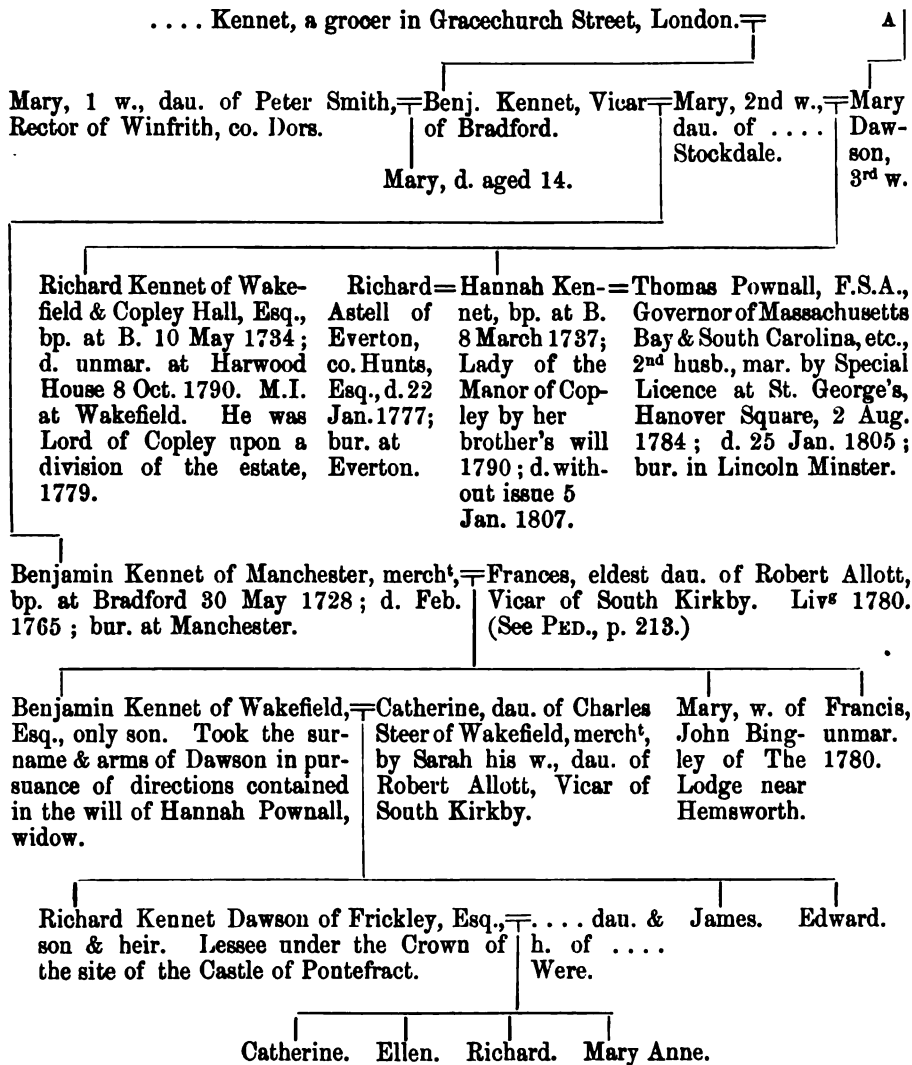 .... Kennet, a grocer in Gracechurch Street, London.
A
Mary, 1 w., dau. of Peter Smith,
Rector of Winfrith, co. Dors.
Benj. Kennet, Vicar
of Bradford.
Mary, 2nd w.,
dau. of ....
Stockdale.
Mary
Daw-
son,
3rd w.
Mary, d. aged 14.
Richard Kennet of Wake-
field & Copley Hall, Esq.,
bp. at B. 10 May 1734;
d. unmar. at Harwood
House 8 Oct. 1790. M.I.
at Wakefield. He was
Lord of Copley upon a
division of the estate,
1779.
Richard=
Astell of
Everton,
co. Hunts,
Esq., d. 22
Jan. 1777;
bur. at
Everton.
Hannah Ken-=
net, bp. at B.
8 March 1737;
Lady of the
Manor of Cop-
ley by her
brother's will
1790; d. with-
out issue 5
Jan. 1807.
Thomas Pownall, F.S.A.,
Governor of Massachusetts
Bay & South Carolina, etc.,
2nd husb., mar. by Special
Licence at St. George's,
Hanover Square, 2 Aug.
1784; d. 25 Jan. 1805;
bur. in Lincoln Minster.
Benjamin Kennet of Manchester, mercht,
bp. at Bradford 30 May 1728; d. Feb.
1765; bur. at Manchester.
Frances, eldest dau. of Robert Allott,
Vicar of South Kirkby. Livg 1780.
(See PED., p. 213.)
Benjamin Kennet of Wakefield,
Esq., only son. Took the sur-
name & arms of Dawson in pur-
suance of directions contained
in the will of Hannah Pownall,
widow.
Catherine, dau. of Charles
Steer of Wakefield, mercht,
by Sarah his w., dau. of
Robert Allott, Vicar of
South Kirkby.
Mary, w. of
John Bing-
ley of The
Lodge near
Hemsworth.
Francis,
unmar.
1780.
Richard Kennet Dawson of Frickley, Esq.,
son & heir. Lessee under the Crown of
the site of the Castle of Pontefract.
.... dau. &
h. of ....
Were.
James.
Edward.
Catherine. Ellen. Richard. Mary Anne.